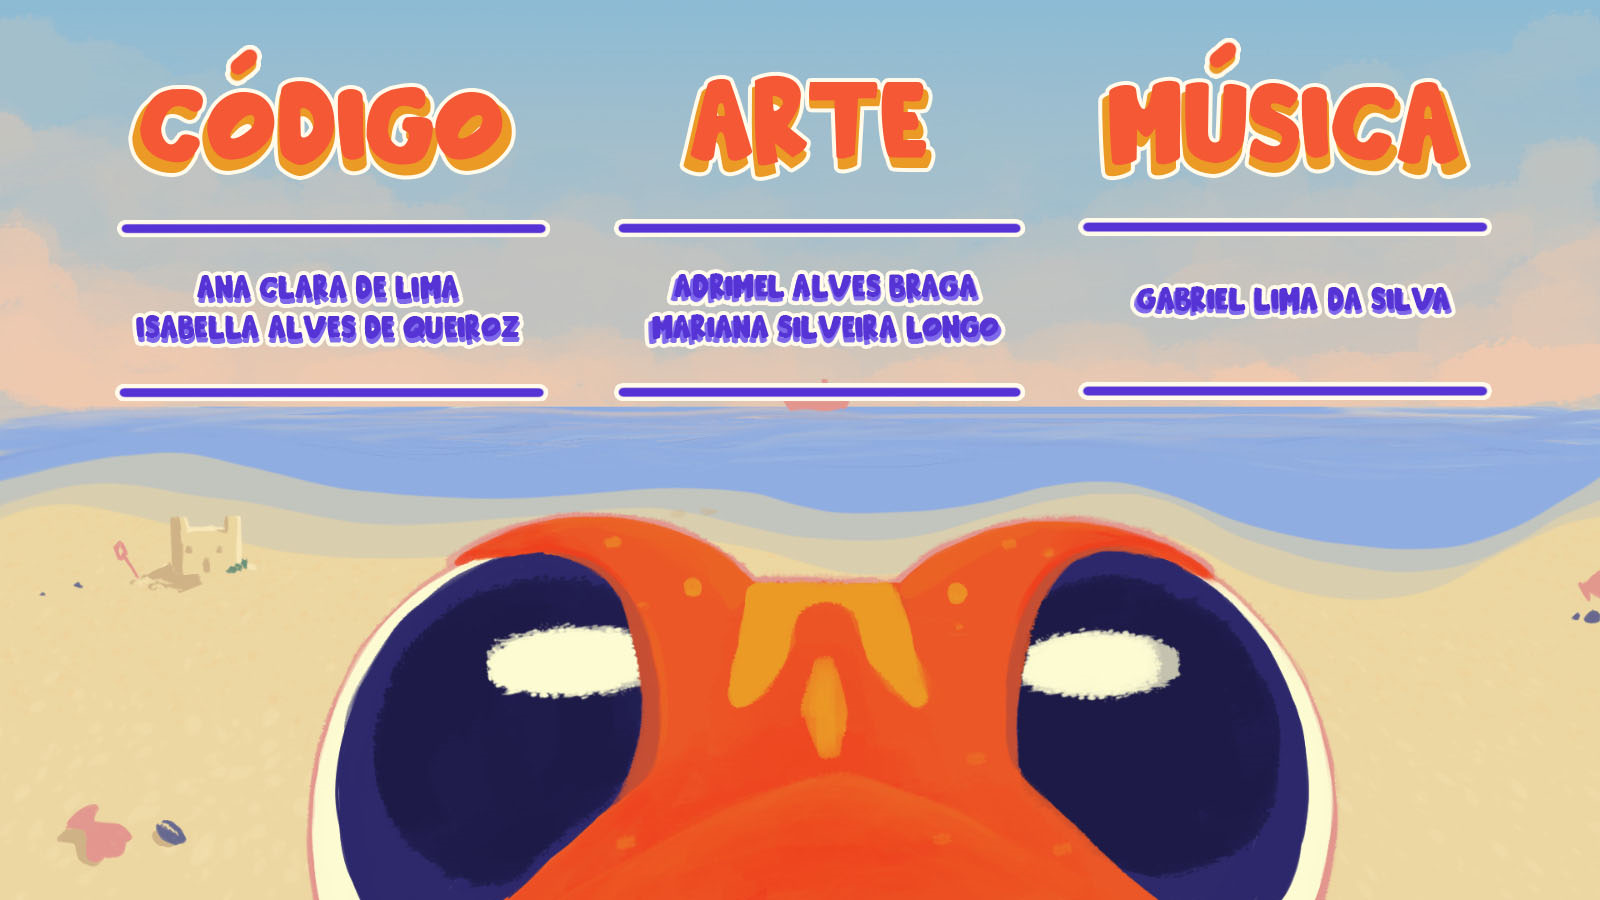 CÓDIGO
ANA CLARA DE LIMA
ISABELLA ALVES DE QUEIROZ
ARTE
ADRIMEL ALVES BRAGA
MARIANA SILVEIRA LONGO
MÚSICA
GABRIEL LIMA DA SILVA